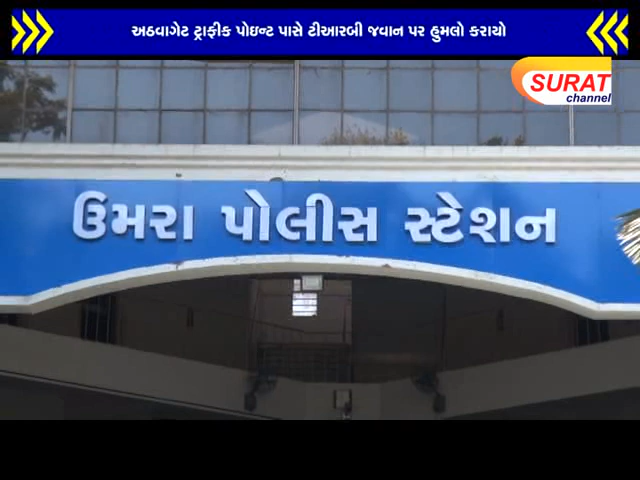 અઠવાગેટ ટ્રાફીક પોઇન્ટ પાસે ટીઆરબી જવાન પર હુમલો કરાયો
SURAT
channel
ઉમરા પોલીસ સ્ટેશન